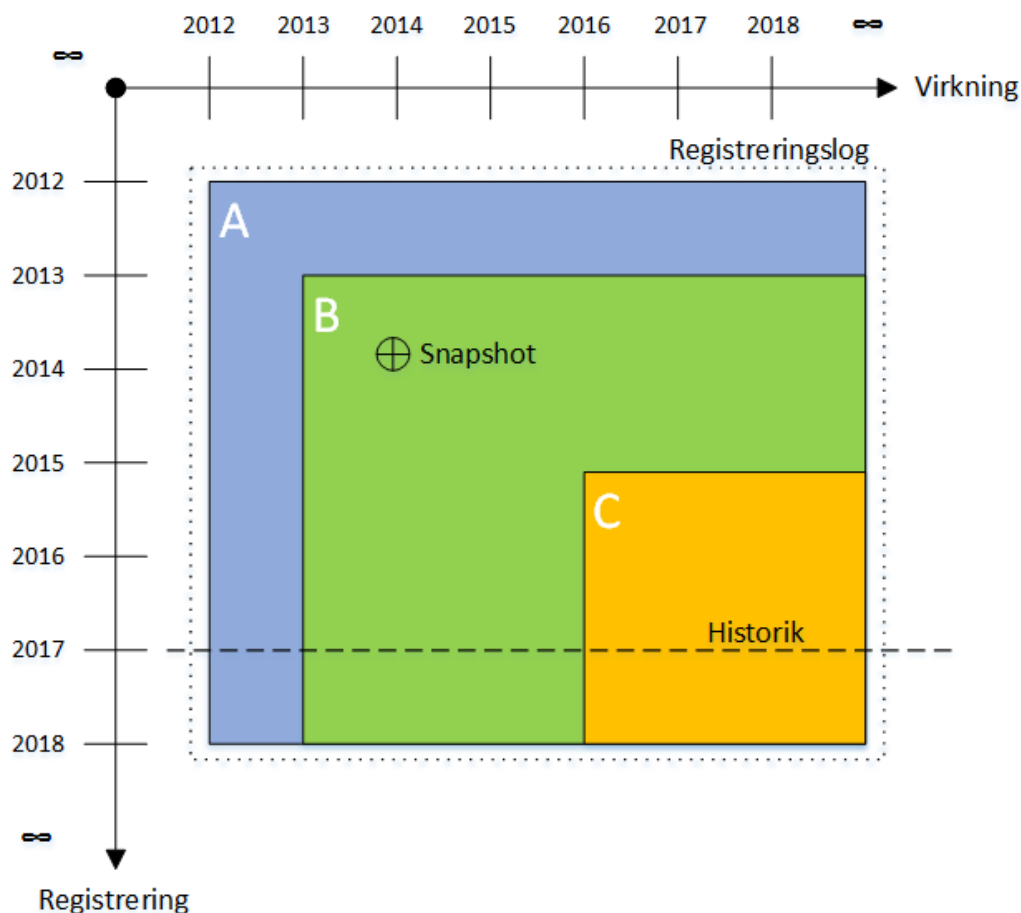 2012 2013 2014 2015 2016 2017 2018 ∞
∞
Virkning
Registreringslog
2012
A
2013
B
Snapshot
2014
2015
C
2016
Historik
2017
2018
∞
Registrering